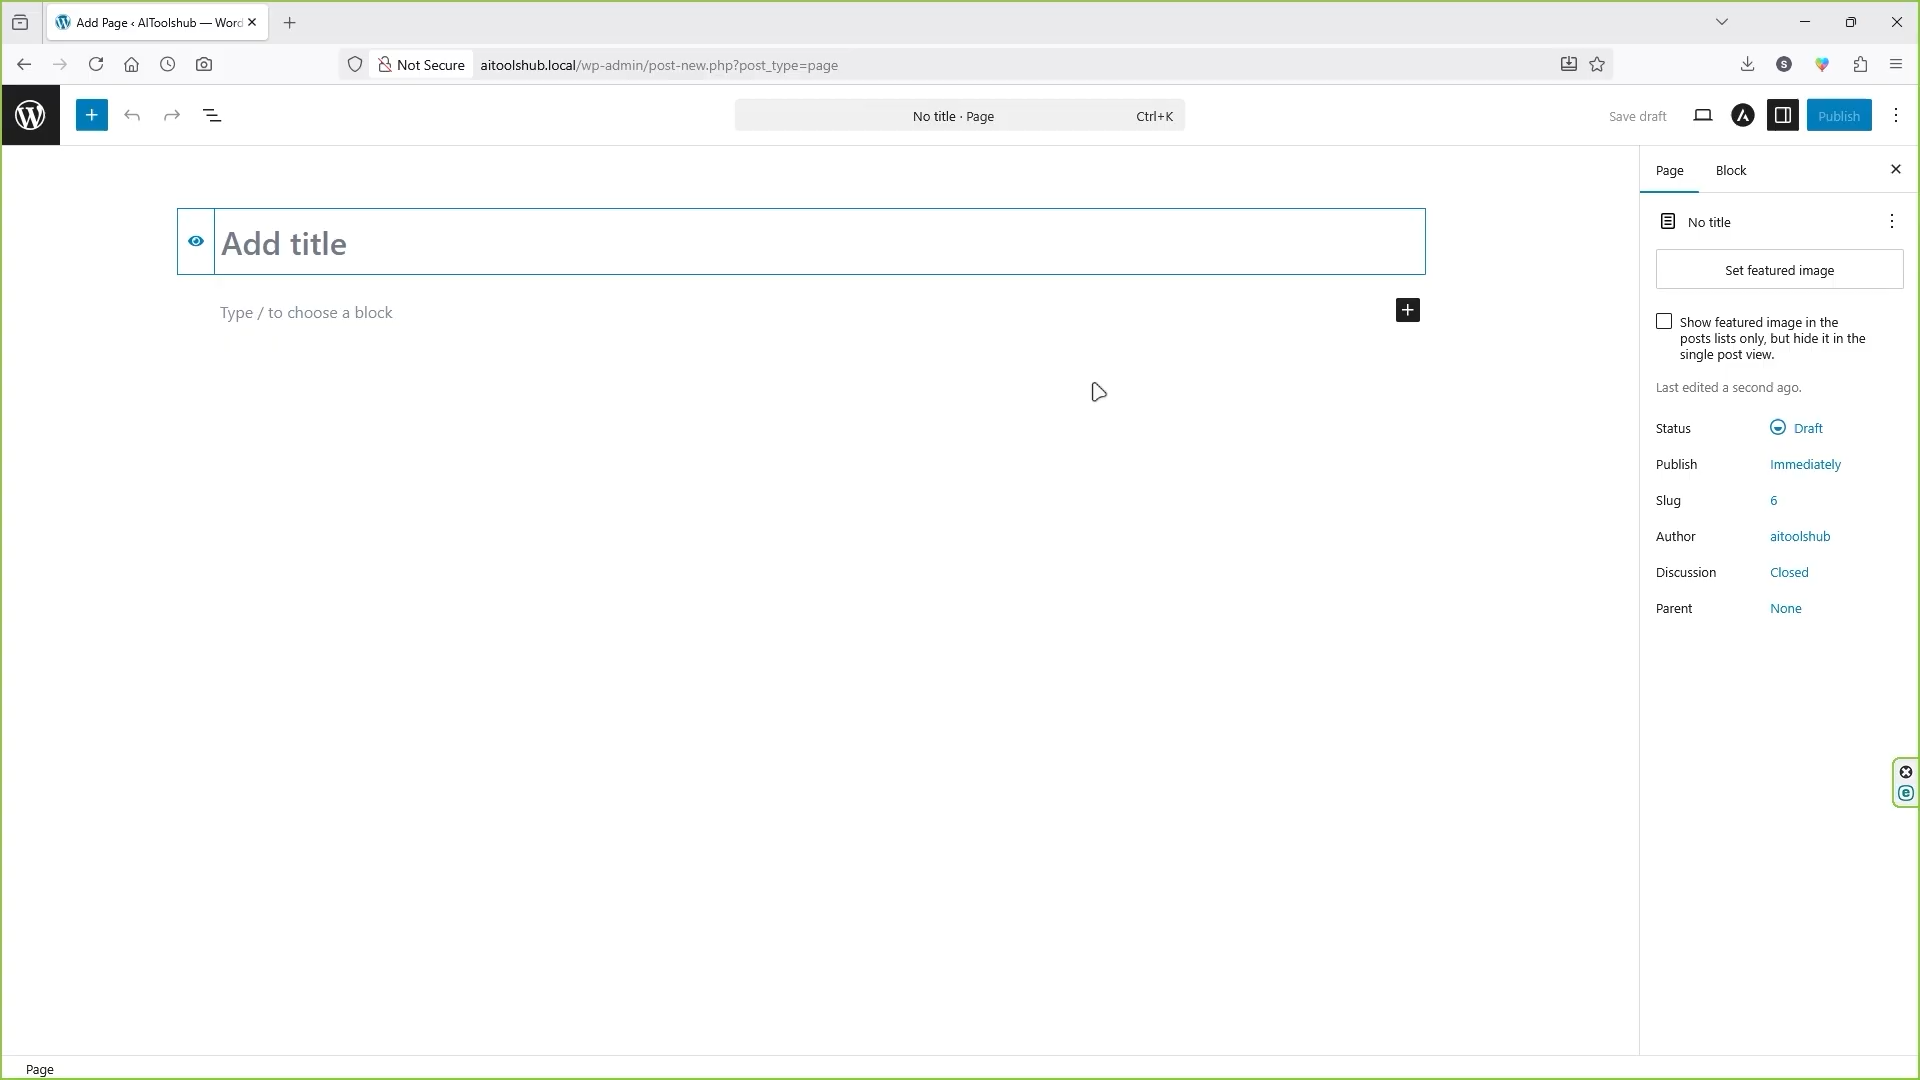 Add Page ‹ AIToolshub — Word
Not Secure
aitoolshub.local/wp-admin/post-new.php?post_type=page
S
No title · Page
Ctrl+K
Save draft
Publish
Page
Block
Add title
Type / to choose a block
No title
Set featured image
Show featured image in the
posts lists only, but hide it in the
single post view.
Last edited a second ago.
Status
Draft
Publish
Immediately
Slug
6
Author
aitoolshub
Discussion
Closed
Parent
None
Page